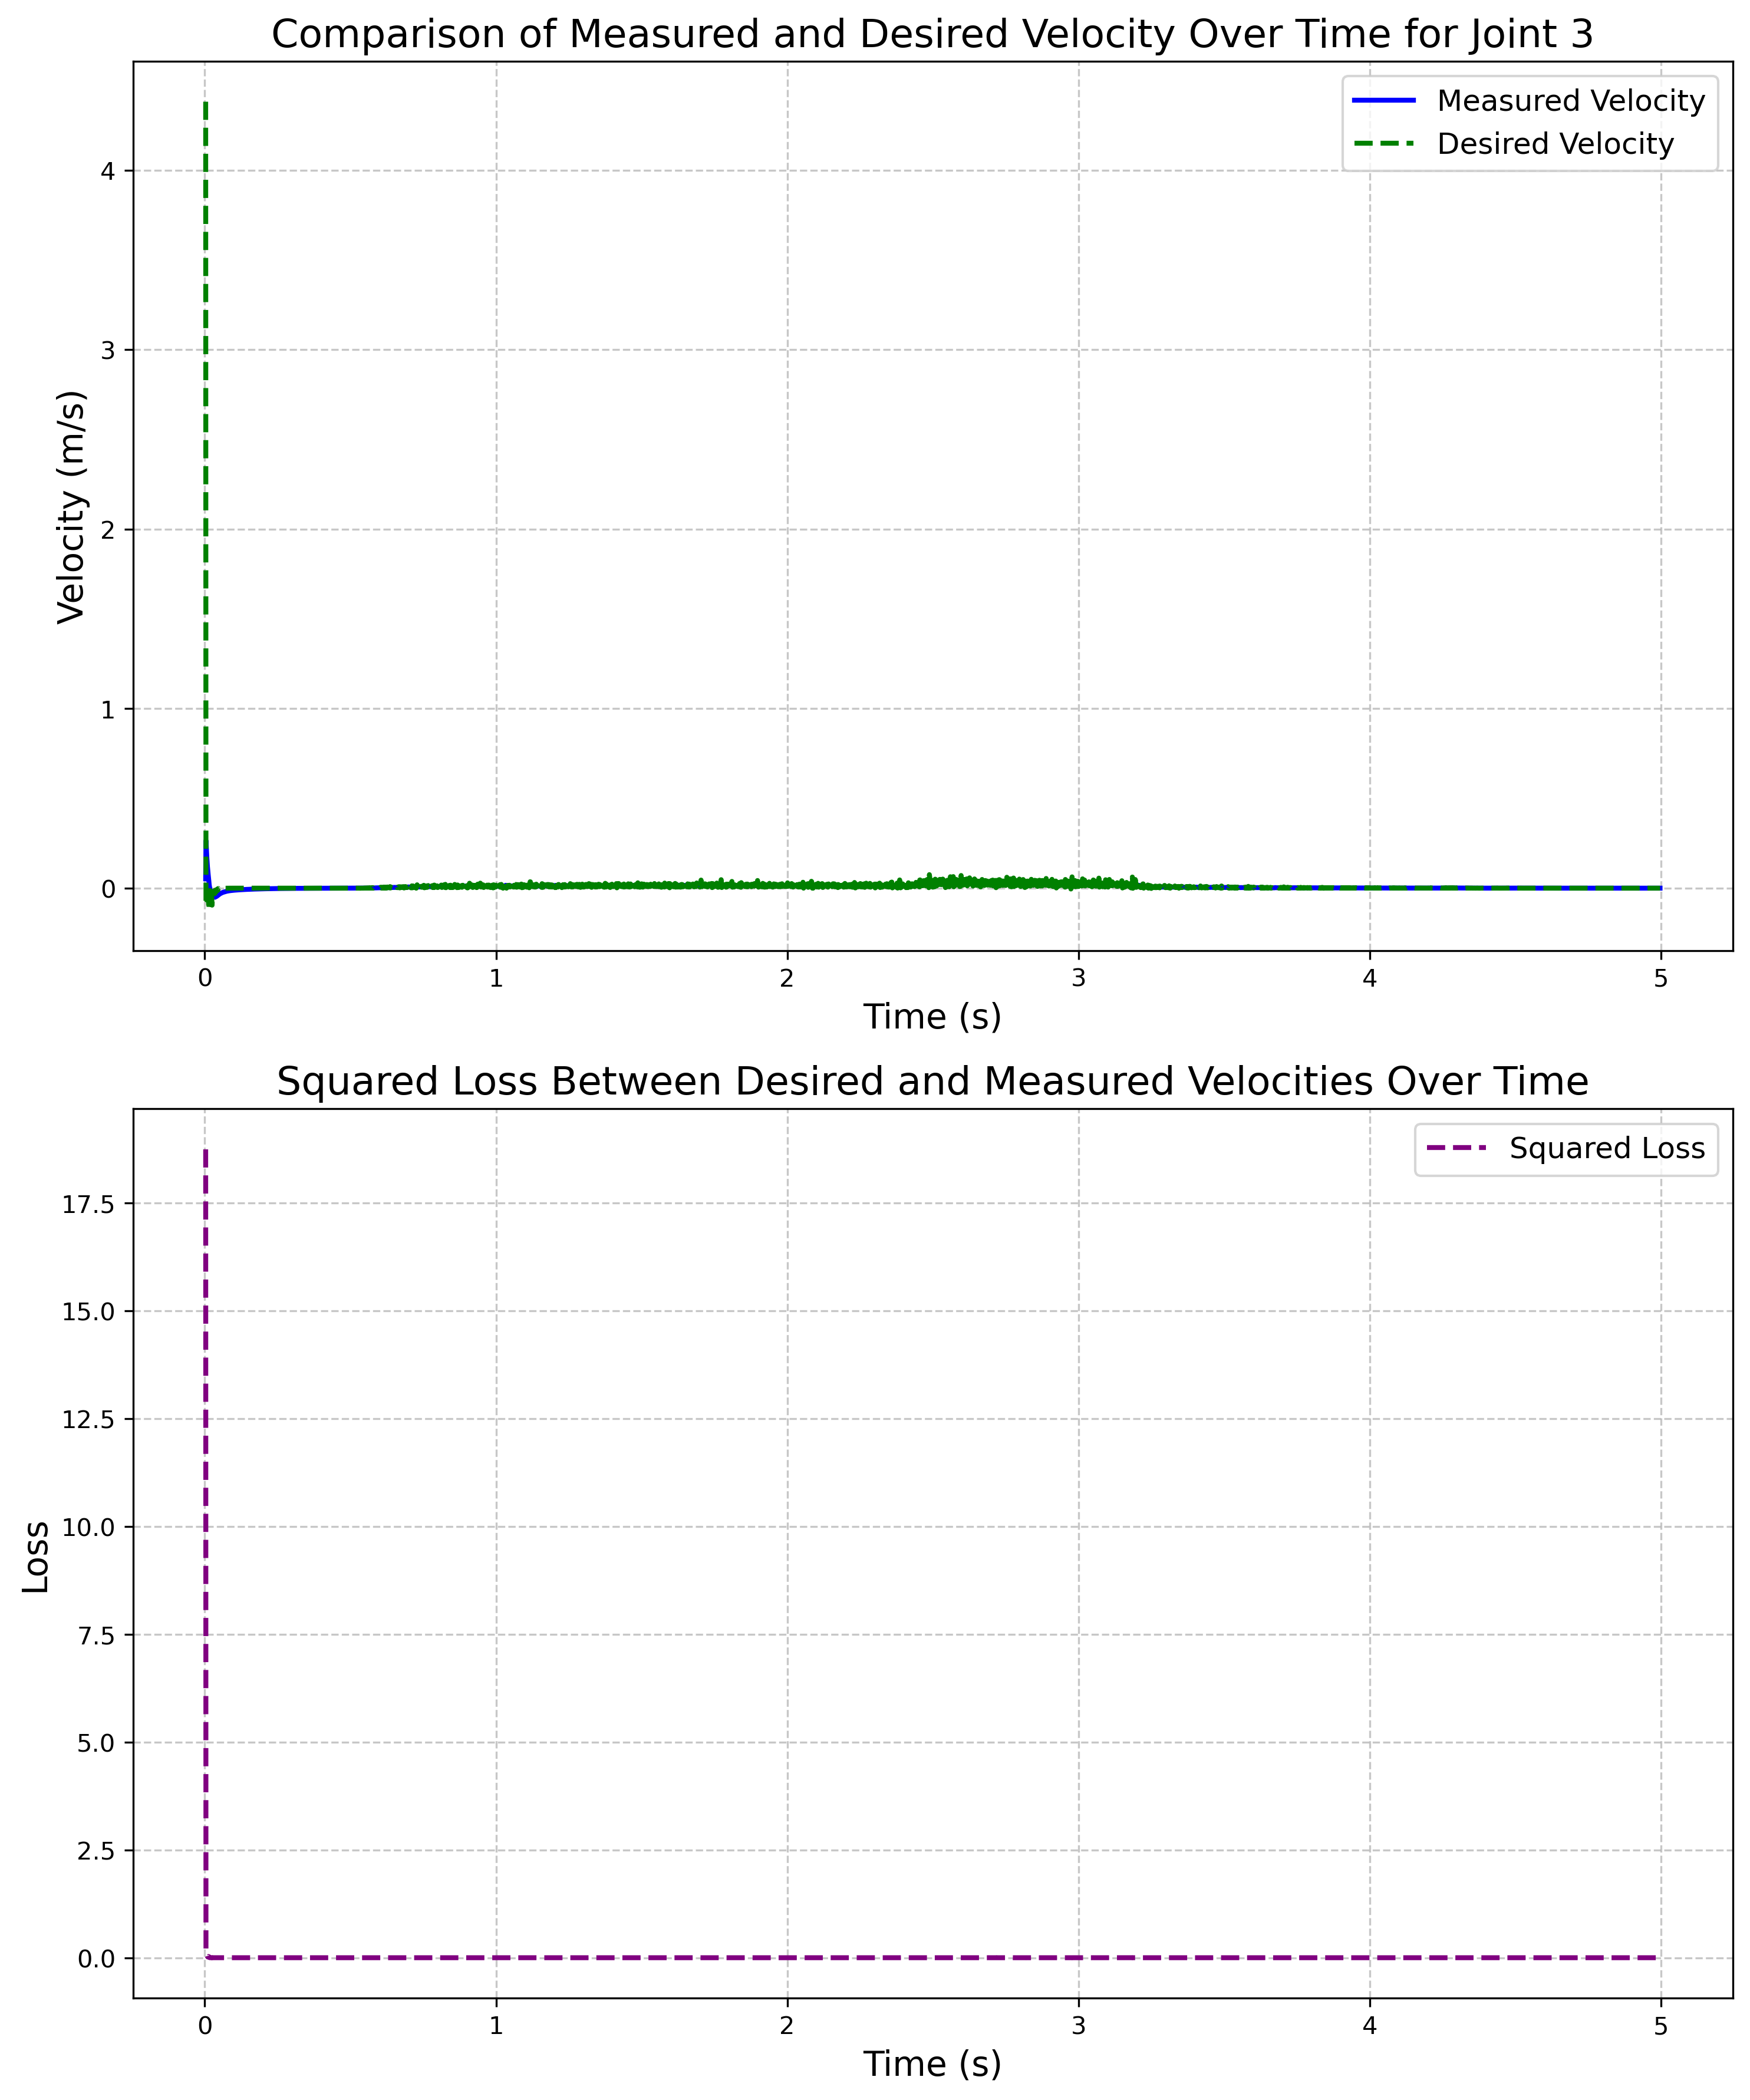 Comparison of Measured and Desired Velocity Over Time for Joint 3
Measured Velocity
Desired Velocity
4
3
2
1
0
Velocity (m/s)
0 1 2 3 4 5
Time (s)
Squared Loss Between Desired and Measured Velocities Over Time
Squared Loss
17.5
15.0
12.5
10.0
7.5
5.0
2.5
0.0
Loss
0 1 2 3 4 5
Time (s)